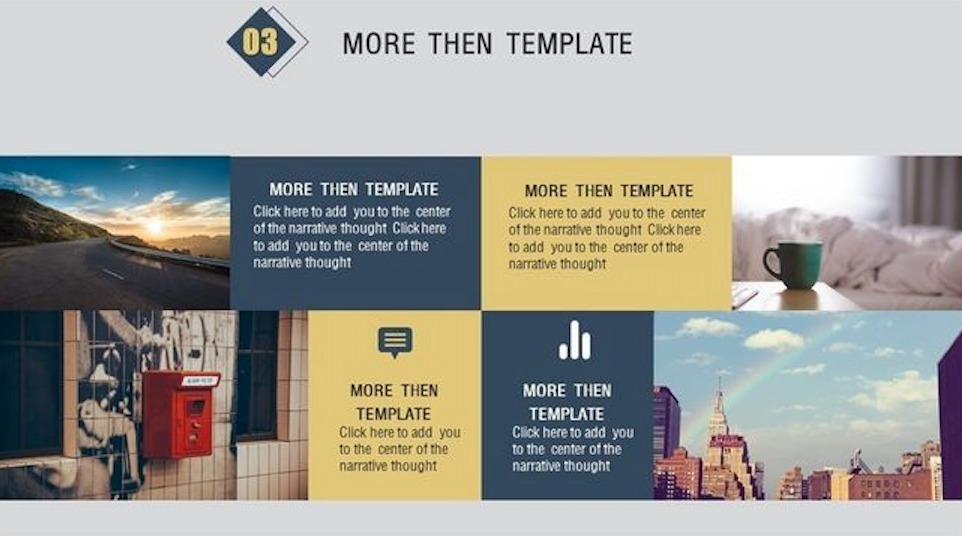 03
MORE THEN TEMPLATE
MORE THEN TEMPLATE
Click here to add you to the center
of the narrative thought Click here
to add you to the center of the
narrative thought
MORE THEN TEMPLATE
Click here to add you to the center
of the narrative thought Click here
to add you to the center of the
narrative thought
MORE THEN
TEMPLATE
Click here to add you
to the center of the
narrative thought
MORE THEN
TEMPLATE
Click here to add you
to the center of the
narrative thought